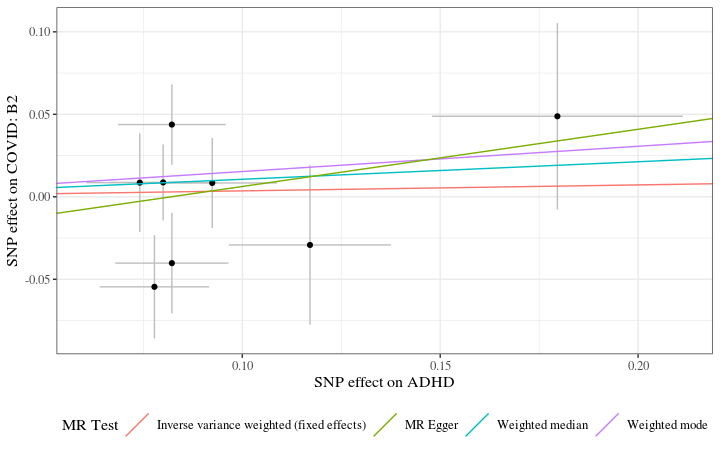 0.10
0.05
0.00
-0.05
SNP effect on COVID: B2
0.10 0.15 0.20
SNP effect on ADHD
MR Test Inverse variance weighted (fixed effects) MR Egger Weighted median Weighted mode